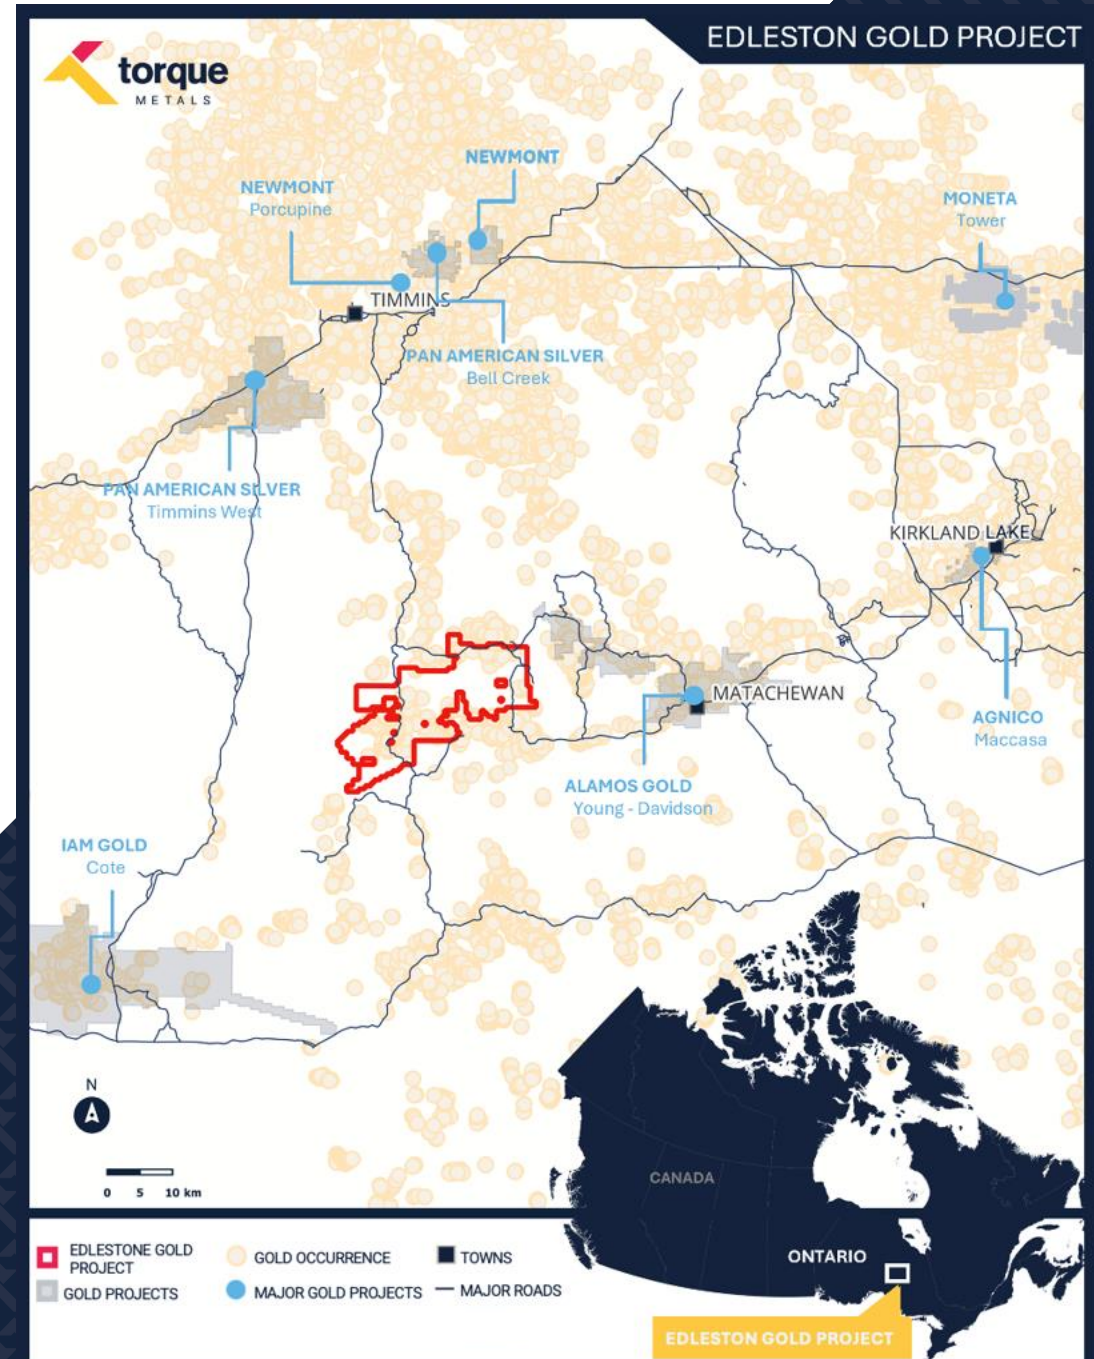 EDLESTON GOLD PROJECT
torque
METALS
NEWMONT
NEWMONT
Porcupine
MONETA
Tower
TIMMINS
PAN AMERICAN SILVER
Bell Creek
PAN AMERICAN SILVER
Timmins West
KIRKLAND LAKE
MATACHEWAN
AGNICO
Maccasa
ALAMOS GOLD
Young - Davidson
IAM GOLD
Cote
N
0 5 10 km
CANADA
ONTARIO
EDLESTON GOLD PROJECT
EDLESTONE GOLD
PROJECT
GOLD OCCURRENCE
TOWNS
GOLD PROJECTS
MAJOR GOLD PROJECTS
MAJOR ROADS